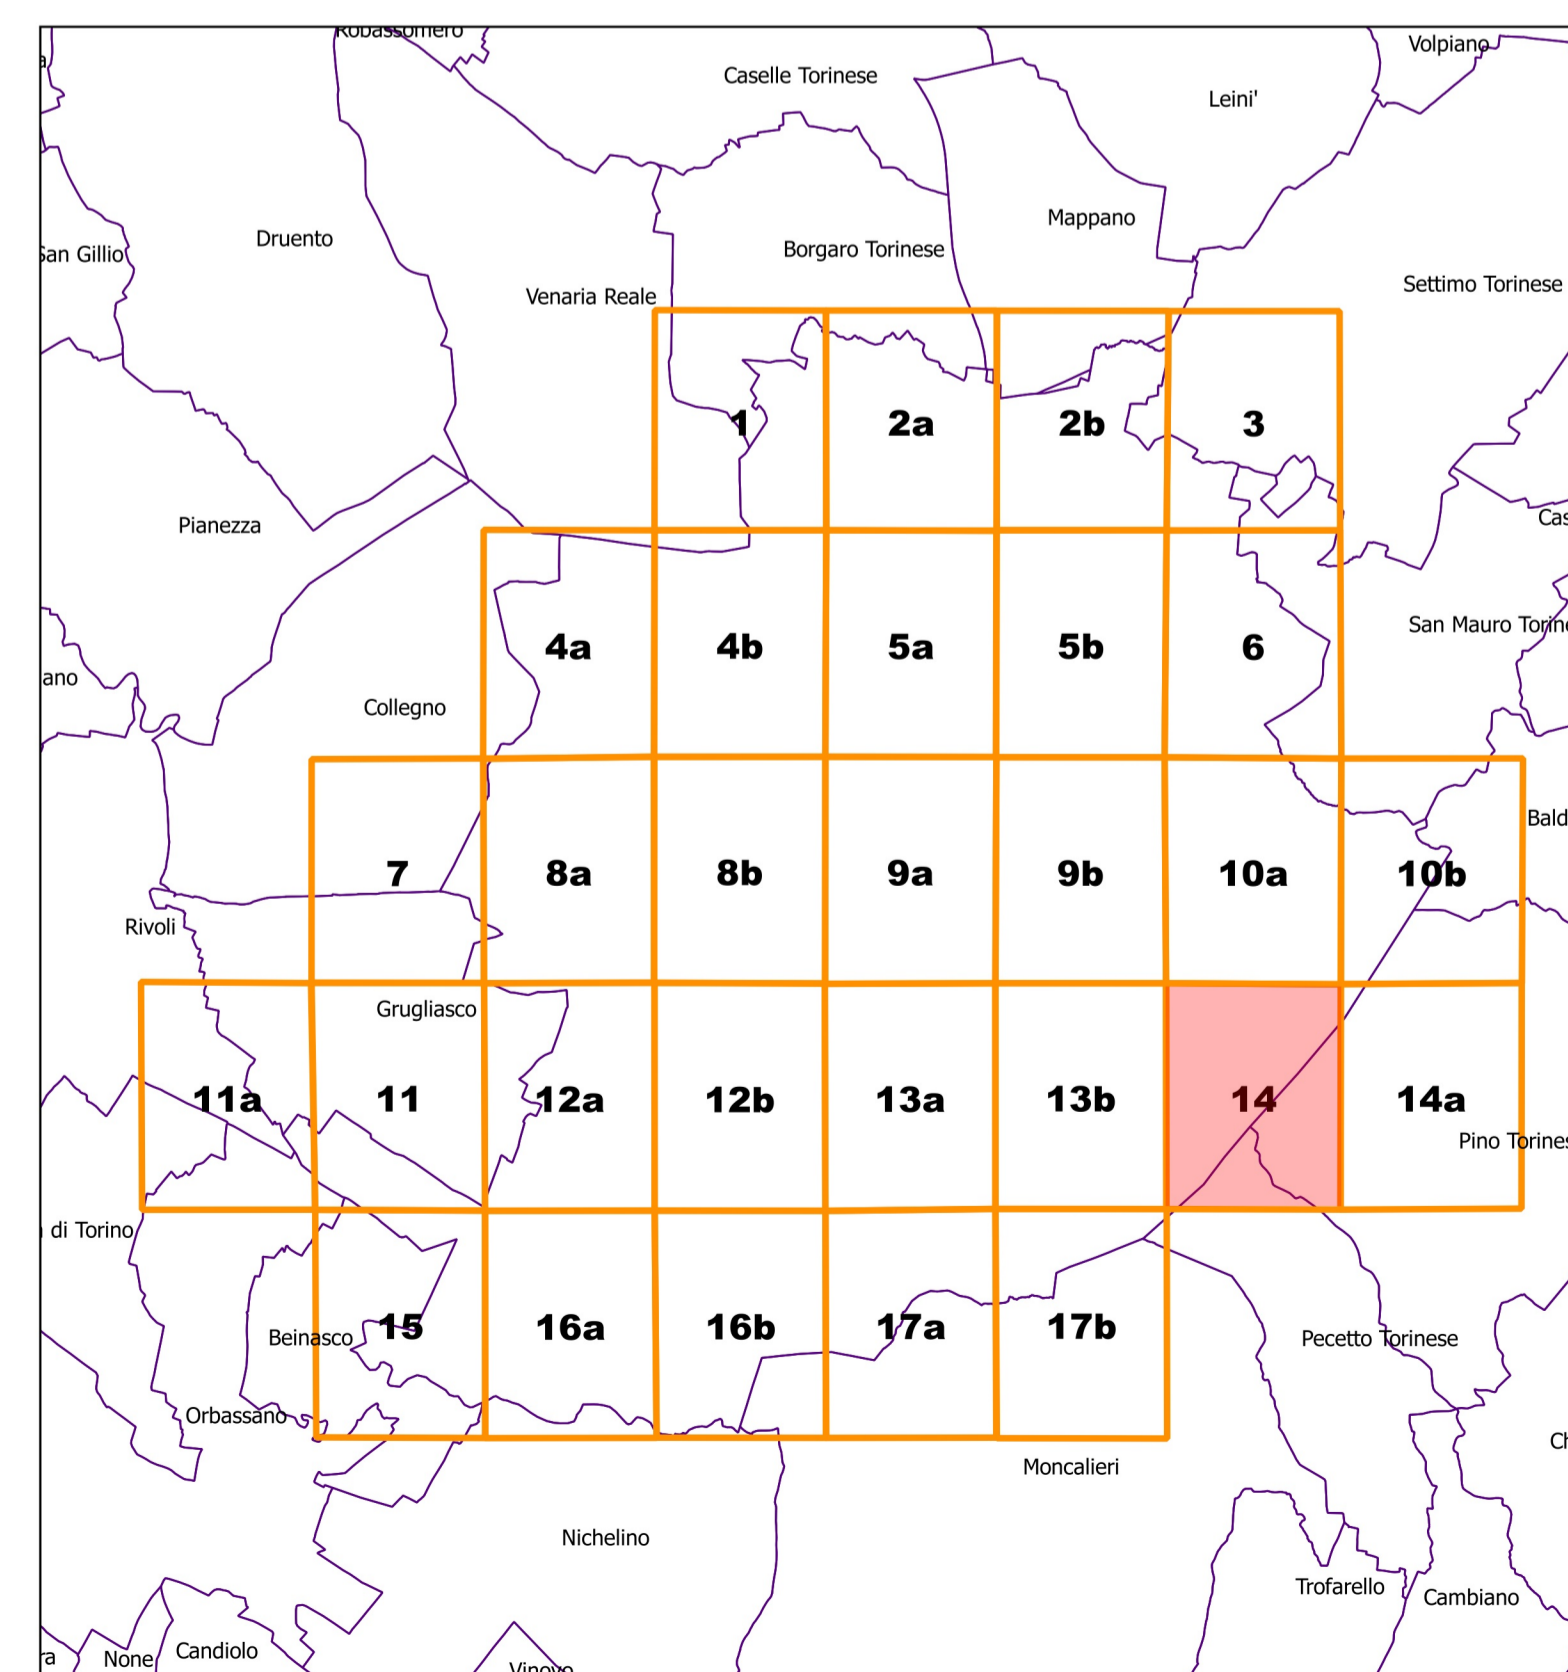 Robassomero
Volpiano
Caselle Torinese
Leini'
Mappano
Druento
Borgaro Torinese
San Gillio
Settimo Torinese
Venaria Reale
1
2a
2b
3
Pianezza
San Mauro
4a
4b
5a
5b
6
Collegno
7
8a
8b
9a
9b
10a
10b
Rivoli
Grugliasco
11a
11
12a
12b
13a
13b
14
14a
Pino
di Torino
15
16a
16b
17a
17b
Beinasco
Pecetto Torinese
Orbassano
Moncalieri
Nichelino
Trofarello
Cambiano
Candiolo
None
Vinovo